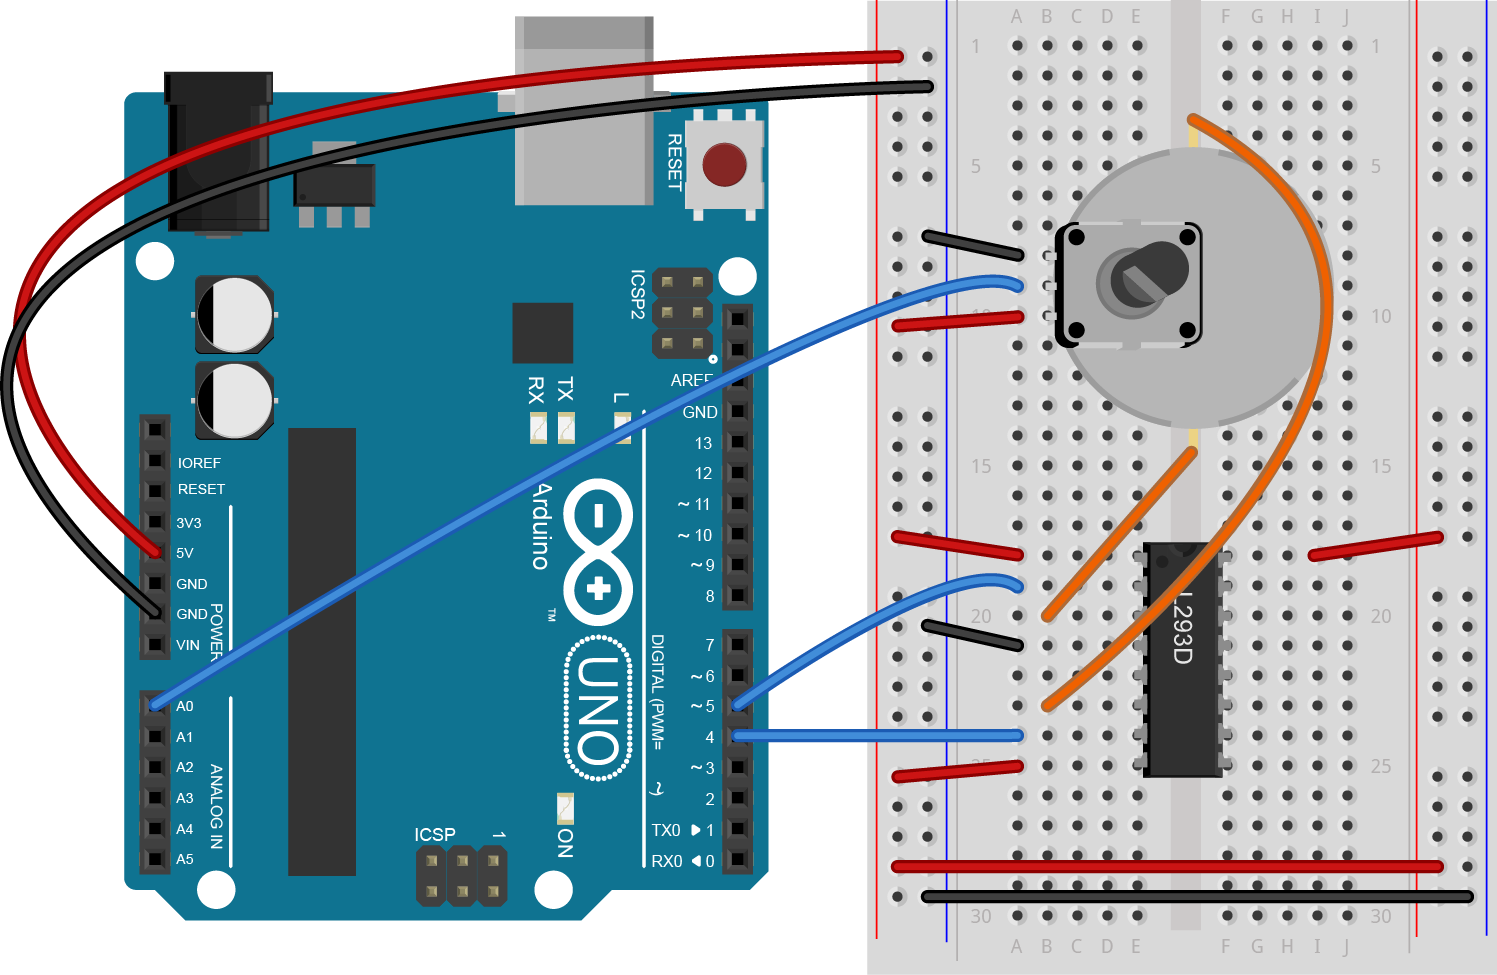 A B C D E F G H I J
1 1
RESET
5 5
ICSP2
10 10
RX TX L
AREF
GND
13
12
~ 11
~ 10
~ 9
8
IOREF
RESET
3V3
5V
GND
GND
VIN
POWER
Arduino
TM
UNO
15 15
20 20
L293D
DIGITAL (PWM= ~)
7
~ 6
~ 5
4
~ 3
2
TX0 ▶ 1
RX0 ◀ 0
A0
A1
A2
A3
A4
A5
ANALOG IN
25 25
ICSP 1
ON
30 30
A B C D E F G H I J